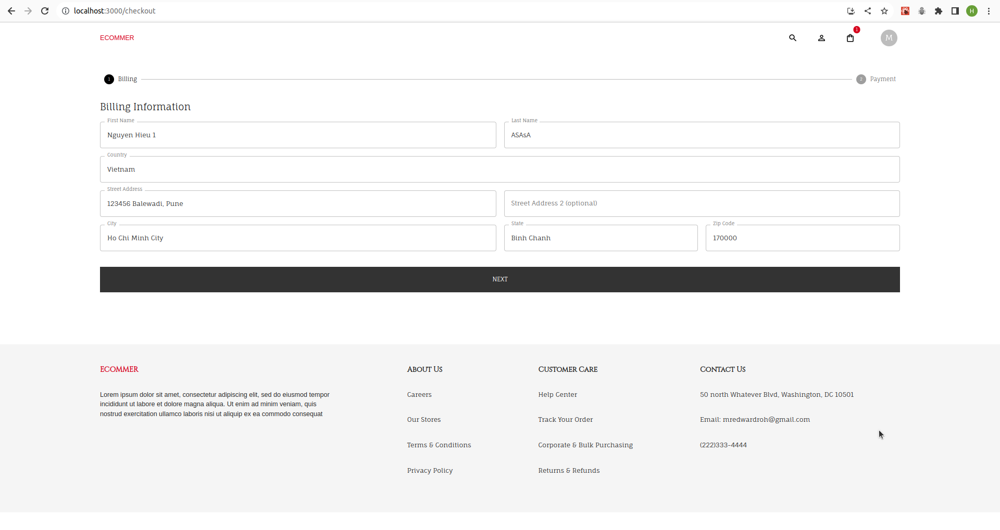 localhost:3000/checkout
H
ECOMMER
1
M
1 Billing
2 Payment
Billing Information
First Name
Nguyen Hieu 1
Last Name
ASAsA
Country
Vietnam
Street Address
123456 Balewadi, Pune
Street Address 2 (optional)
City
Ho Chi Minh City
State
Binh Chanh
Zip Code
170000
NEXT
ECOMMER
Lorem ipsum dolor sit amet, consectetur adipiscing elit, sed do eiusmod tempor
incididunt ut labore et dolore magna aliqua. Ut enim ad minim veniam, quis
nostrud exercitation ullamco laboris nisi ut aliquip ex ea commodo consequat
About Us
Careers
Our Stores
Terms & Conditions
Privacy Policy
Customer Care
Help Center
Track Your Order
Corporate & Bulk Purchasing
Returns & Refunds
Contact Us
50 north Whatever Blvd, Washington, DC 10501
Email: mredwardroh@gmail.com
(222)333-4444